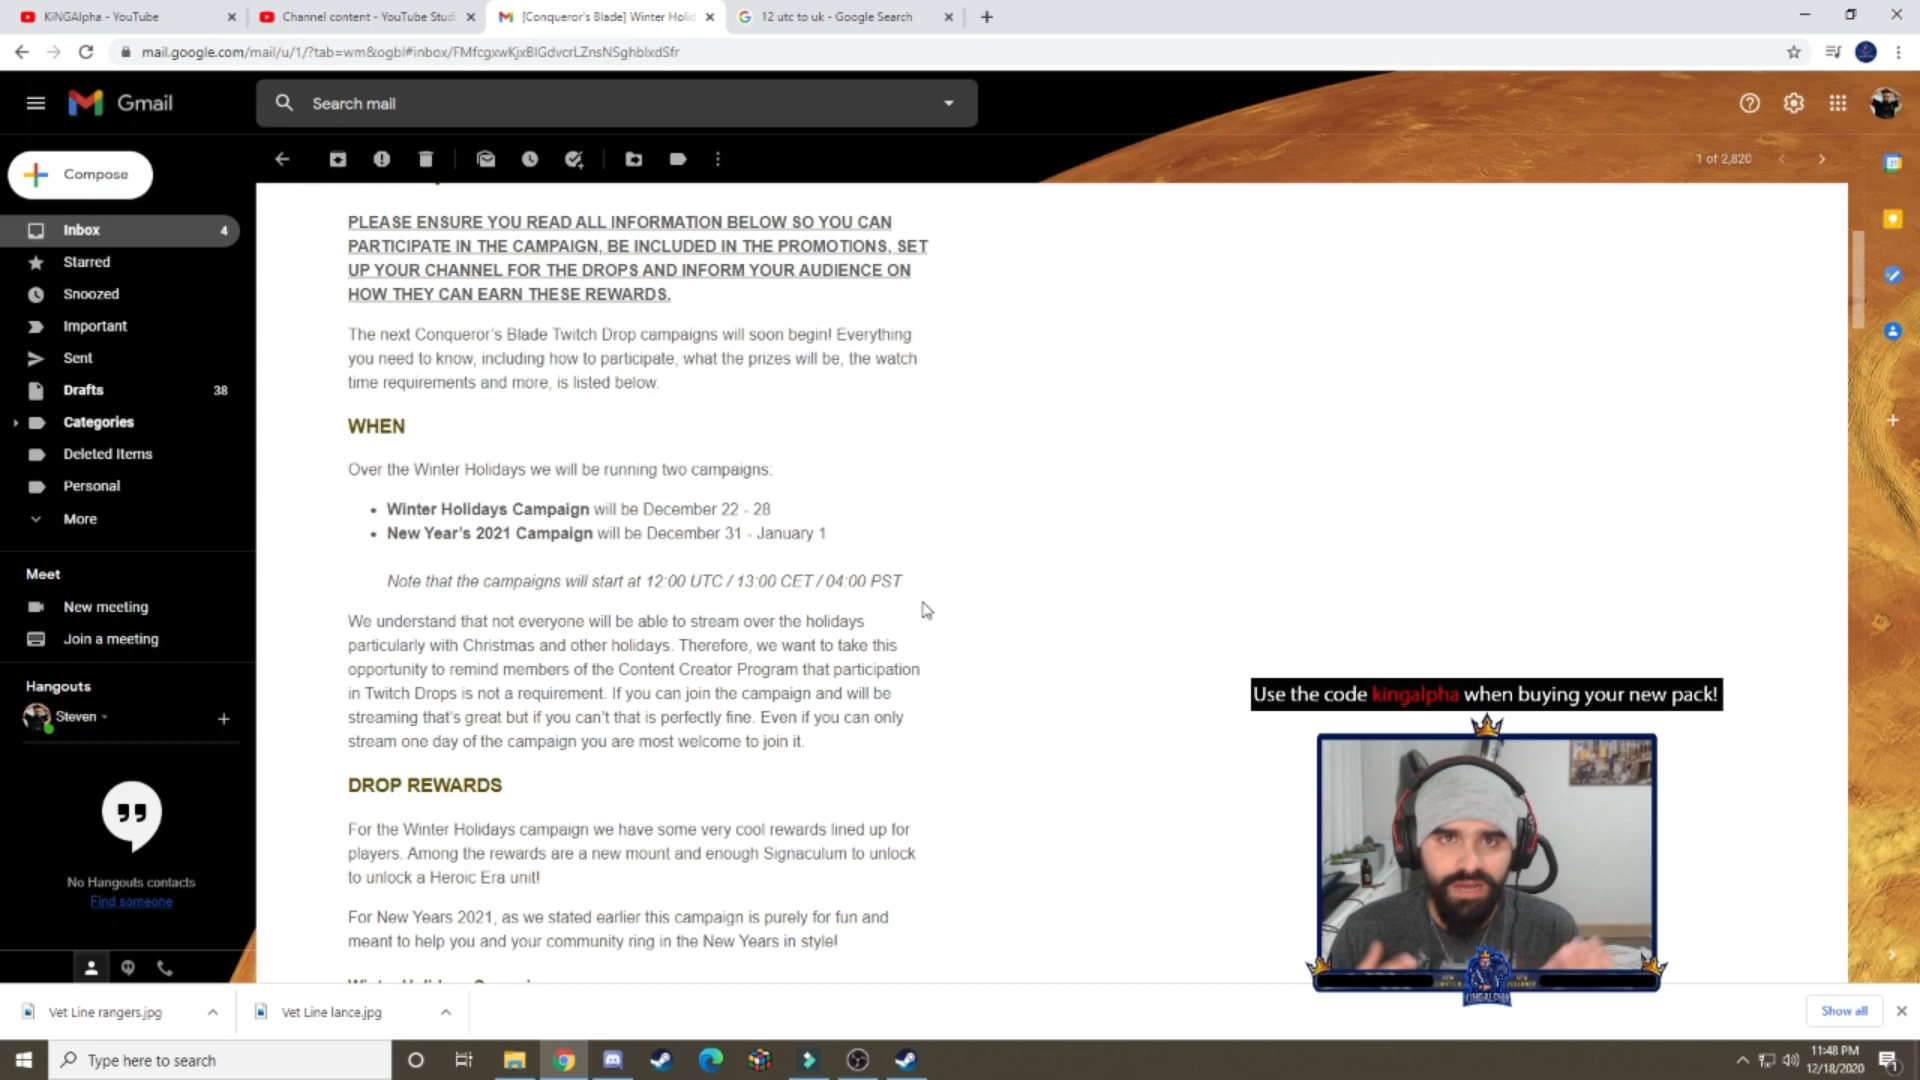 KiNGAlpha - YouTube
Channel content - YouTube Studi
[Conqueror's Blade] Winter Holid
12 utc to uk - Google Search
mail.google.com/mail/u/1/?tab=wm&ogbl#inbox/FMfcgxwKjxBlGdvcrLZnsNSghblxdSfr
Gmail
Search mail
Compose
1 of 2,820
Inbox 4
Starred
Snoozed
Important
Sent
Drafts 38
Categories
Deleted Items
Personal
More
Meet
New meeting
Join a meeting
Hangouts
Steven
No Hangouts contacts
Find someone
PLEASE ENSURE YOU READ ALL INFORMATION BELOW SO YOU CAN
PARTICIPATE IN THE CAMPAIGN, BE INCLUDED IN THE PROMOTIONS, SET
UP YOUR CHANNEL FOR THE DROPS AND INFORM YOUR AUDIENCE ON
HOW THEY CAN EARN THESE REWARDS.
The next Conqueror's Blade Twitch Drop campaigns will soon begin! Everything
you need to know, including how to participate, what the prizes will be, the watch
time requirements and more, is listed below.
WHEN
Over the Winter Holidays we will be running two campaigns:
• Winter Holidays Campaign will be December 22 - 28
• New Year's 2021 Campaign will be December 31 - January 1
Note that the campaigns will start at 12:00 UTC / 13:00 CET / 04:00 PST
We understand that not everyone will be able to stream over the holidays
particularly with Christmas and other holidays. Therefore, we want to take this
opportunity to remind members of the Content Creator Program that participation
in Twitch Drops is not a requirement. If you can join the campaign and will be
streaming that's great but if you can't that is perfectly fine. Even if you can only
stream one day of the campaign you are most welcome to join it.
DROP REWARDS
For the Winter Holidays campaign we have some very cool rewards lined up for
players. Among the rewards are a new mount and enough Signaculum to unlock
to unlock a Heroic Era unit!
For New Years 2021, as we stated earlier this campaign is purely for fun and
meant to help you and your community ring in the New Years in style!
Use the code kingalpha when buying your new pack!
KINGALPHA
Vet Line rangers.jpg
Vet Line lance.jpg
Show all
Type here to search
11:48 PM
12/18/2020
1